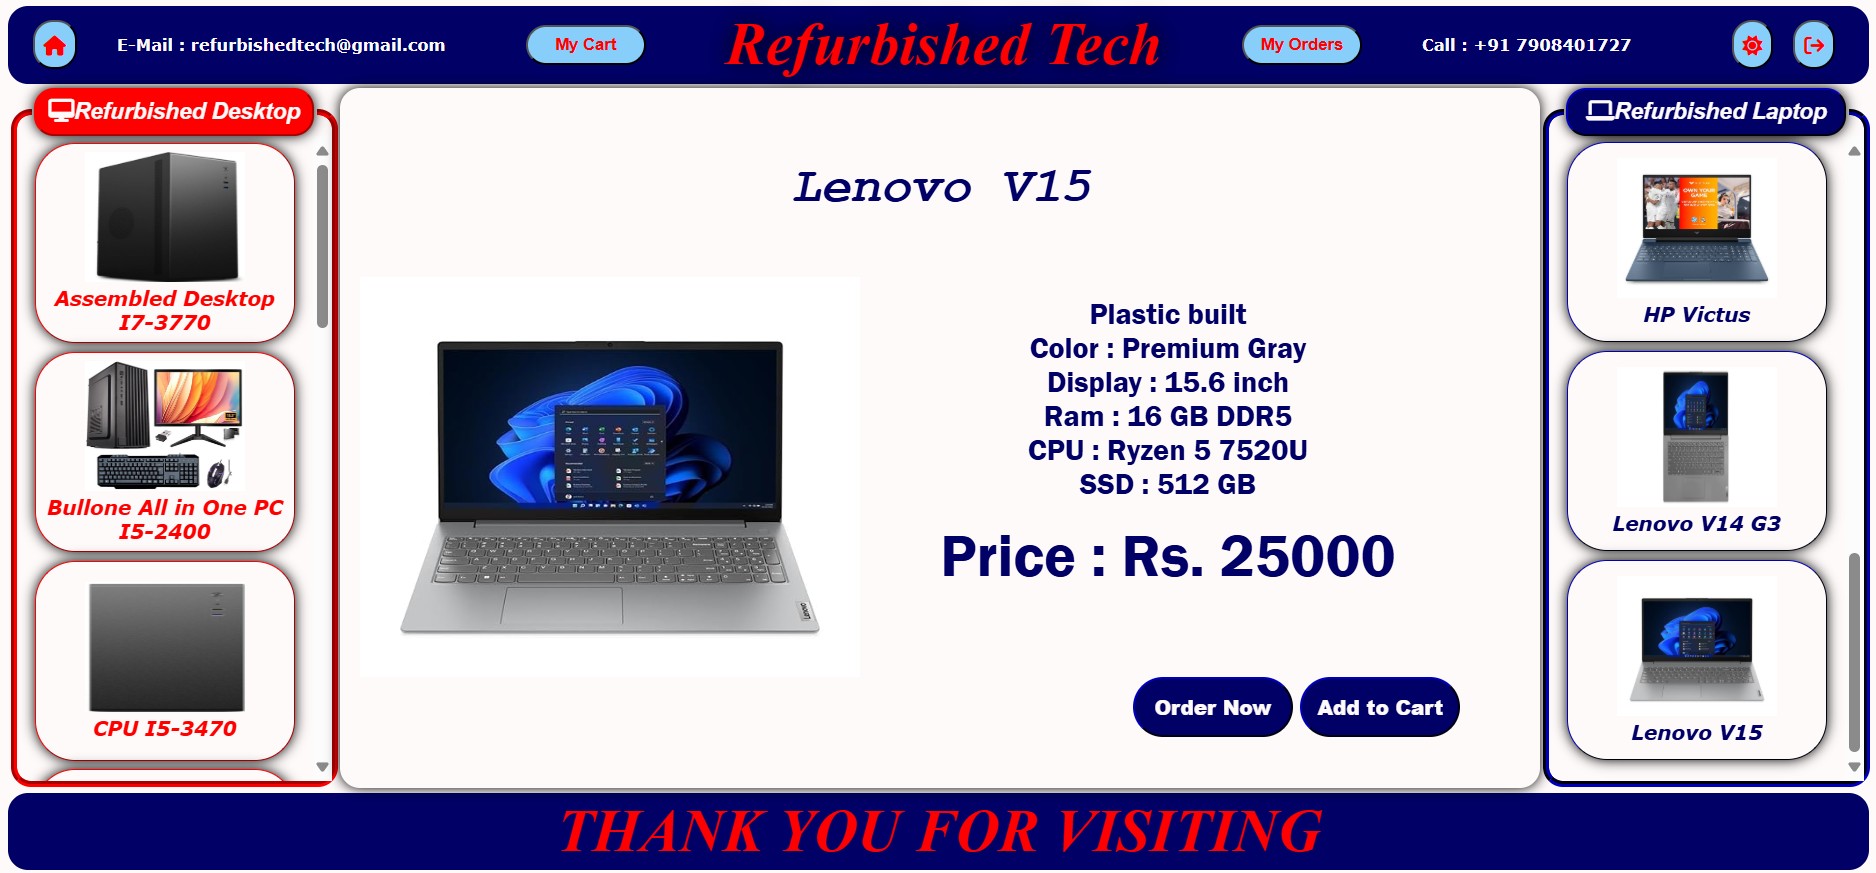 E-Mail : refurbishedtech@gmail.com
My Cart
Refurbished Tech
My Orders
Call : +91 7908401727
Refurbished Desktop
Assembled Desktop
I7-3770
Bullone All in One PC
I5-2400
CPU I5-3470
Lenovo V15
Plastic built
Color : Premium Gray
Display : 15.6 inch
Ram : 16 GB DDR5
CPU : Ryzen 5 7520U
SSD : 512 GB
Price : Rs. 25000
Order Now
Add to Cart
Refurbished Laptop
OWN YOUR
GAME
HP Victus
Lenovo V14 G3
Lenovo V15
THANK YOU FOR VISITING